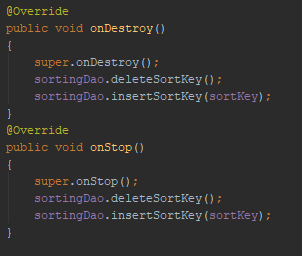 @Override
public void onDestroy()
{
    super.onDestroy();
    sortingDao.deleteSortKey();
    sortingDao.insertSortKey(sortKey);
}
@Override
public void onStop()
{
    super.onStop();
    sortingDao.deleteSortKey();
    sortingDao.insertSortKey(sortKey);
}